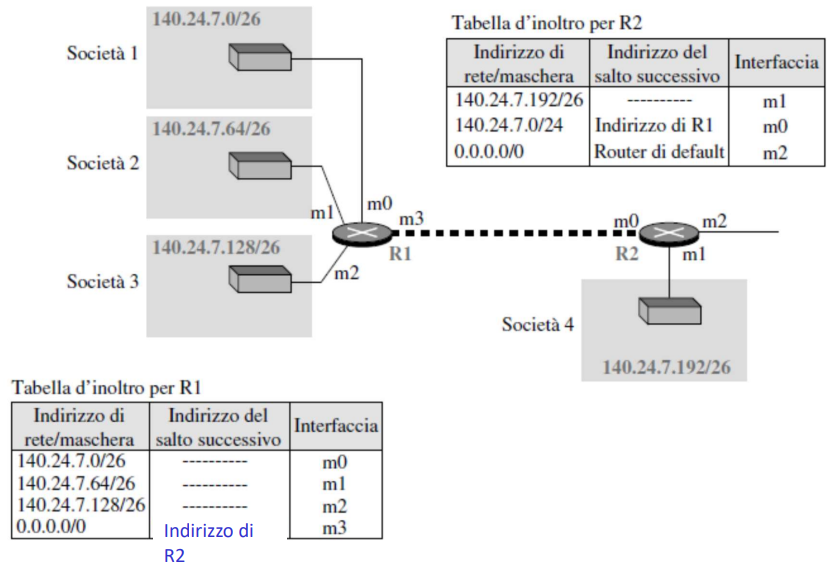 140.24.7.0/26
Società 1
Tabella d'inoltro per R2
Indirizzo di rete/maschera
Indirizzo del salto successivo
Interfaccia
140.24.7.192/26 ---------- m1
140.24.7.0/24 Indirizzo di R1 m0
0.0.0.0/0 Router di default m2
140.24.7.64/26
Società 2
m1
m0
m3
m0
m2
140.24.7.128/26
R1
R2
m1
Società 3
m2
Società 4
140.24.7.192/26
Tabella d'inoltro per R1
Indirizzo di rete/maschera
Indirizzo del salto successivo
Interfaccia
140.24.7.0/26 ---------- m0
140.24.7.64/26 ---------- m1
140.24.7.128/26 ---------- m2
0.0.0.0/0 Indirizzo di R2 m3